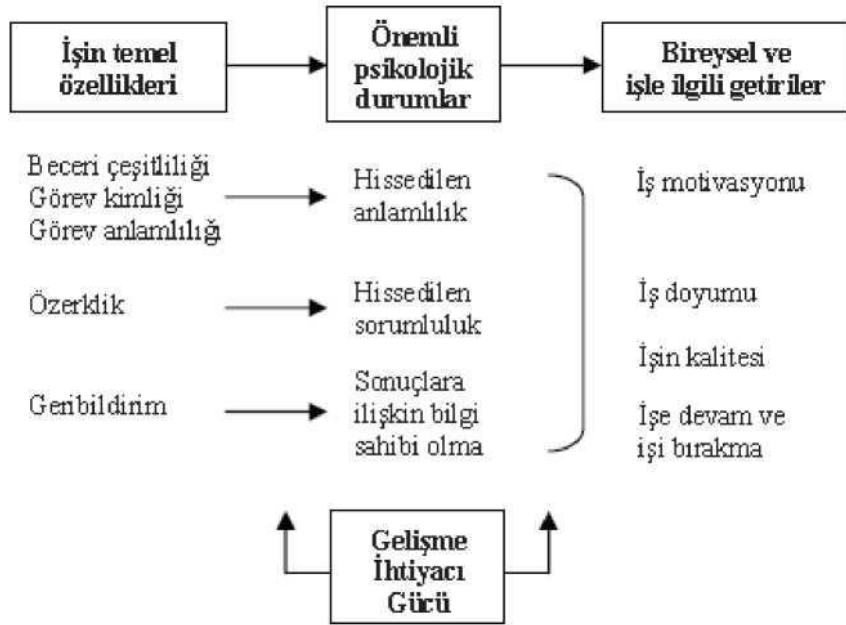 İşin temel
özellikleri
Önemli
psikolojik
durumlar
Bireysel ve
işle ilgili getiriler
Beceri çeşitliliği
Görev kimliği
Görev anlamlılığı
Hissedilen
anlamlılık
İş motivasyonu
Özerklik
Hissedilen
sorumluluk
İş doyumu
İşin kalitesi
Geribildirim
Sonuçlara
ilişkin bilgi
sahibi olma
İşe devam ve
işi bırakma
Gelişme
İhtiyacı
Gücü